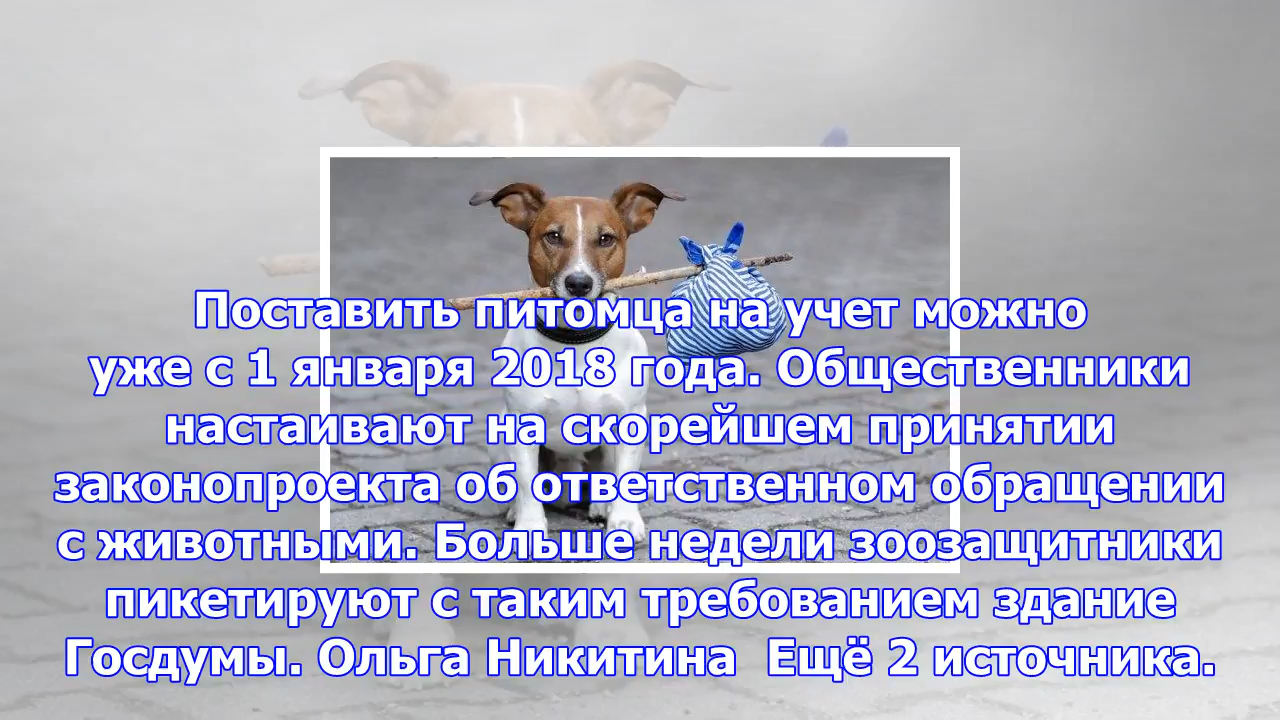 Поставить питомца на учет можно
уже с 1 января 2018 года. Общественники
настаивают на скорейшем принятии
законопроекта об ответственном обращении
с животными. Больше недели зоозащитники
пикетируют с таким требованием здание
Госдумы. Ольга Никитина  Ещё 2 источника.